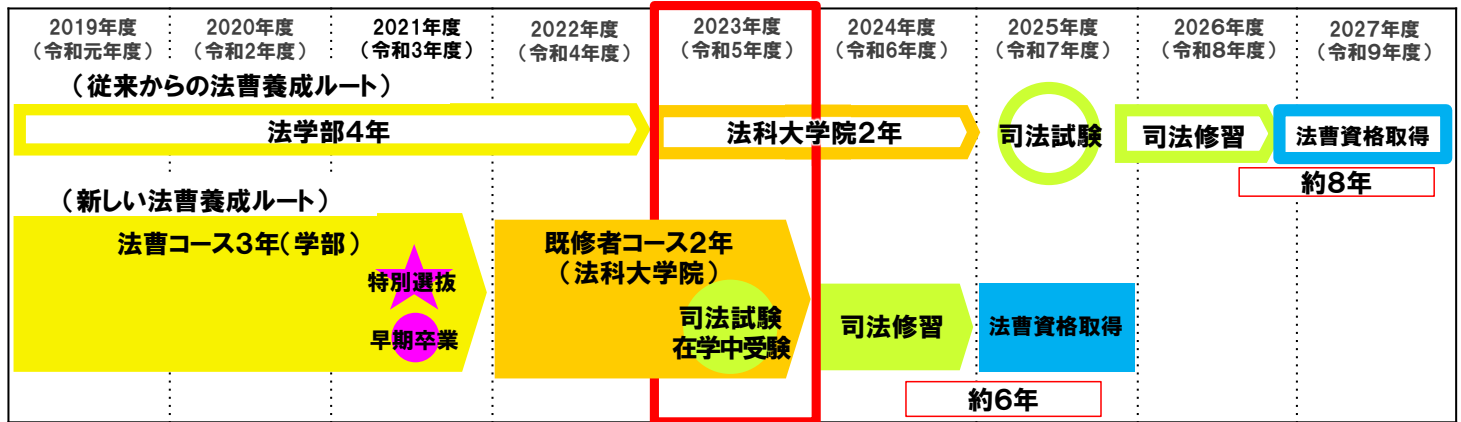 2019年度 2020年度 2021年度 2022年度 2023年度 2024年度 2025年度 2026年度 2027年度
（令和元年度） （令和2年度） （令和3年度） （令和4年度） （令和5年度） （令和6年度） （令和7年度） （令和8年度） （令和9年度）
（従来からの法曹養成ルート）
法学部4年 法科大学院2年 司法試験 司法修習 法曹資格取得
約8年
（新しい法曹養成ルート）
法曹コース3年（学部） 既修者コース2年
（法科大学院）
特別選抜
早期卒業
司法試験
在学中受験
司法修習 法曹資格取得
約6年